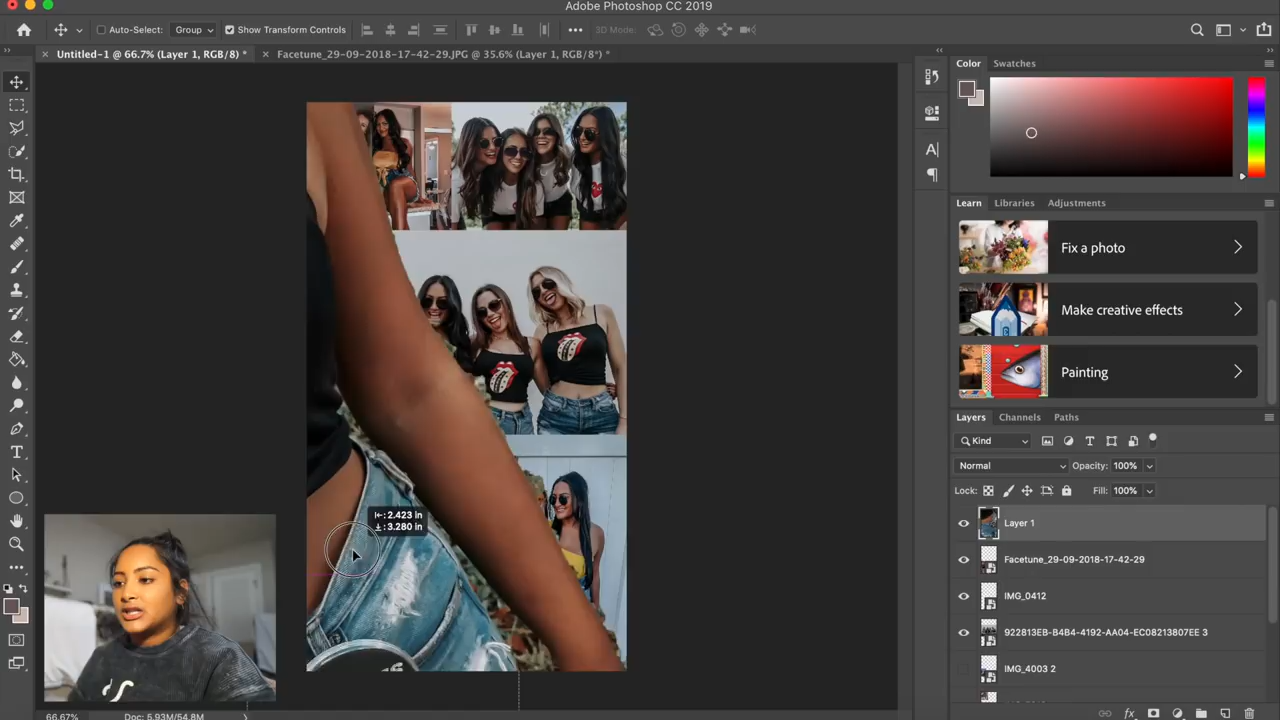 Adobe Photoshop CC 2019
Auto-Select: Group Show Transform Controls 3D Mode:
Untitled-1 @ 66.7% (Layer 1, RGB/8) * Facetune_29-09-2018-17-42-29.JPG @ 35.6% (Layer 1, RGB/8*) *
Color Swatches
Learn Libraries Adjustments
Fix a photo
Make creative effects
Painting
Layers Channels Paths
Kind
Normal Opacity: 100%
Lock: Fill: 100%
Layer 1
Facetune_29-09-2018-17-42-29
IMG_0412
922813EB-B4B4-4192-AA04-EC08213807EE 3
IMG_4003 2
2.423 in
3.280 in
66.67% Doc: 5.93M/54.8M